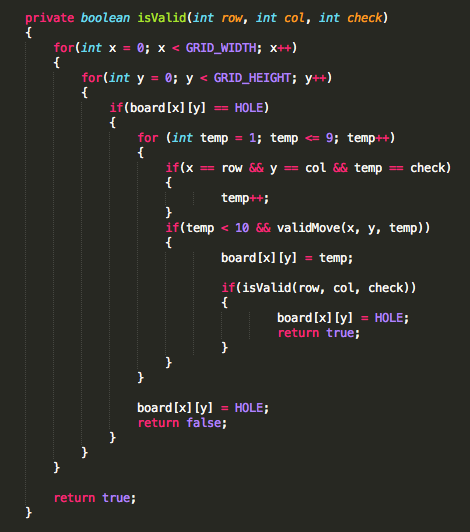 private boolean isValid(int row, int col, int check)
{
for(int x = 0; x < GRID_WIDTH; x++)
{
for(int y = 0; y < GRID_HEIGHT; y++)
{
if(board[x][y] == HOLE)
{
for (int temp = 1; temp <= 9; temp++)
{
if(x == row && y == col && temp == check)
{
temp++;
}
if(temp < 10 && validMove(x, y, temp))
{
board[x][y] = temp;
if(isValid(row, col, check))
{
board[x][y] = HOLE;
return true;
}
}
}
board[x][y] = HOLE;
return false;
}
}
}
return true;
}